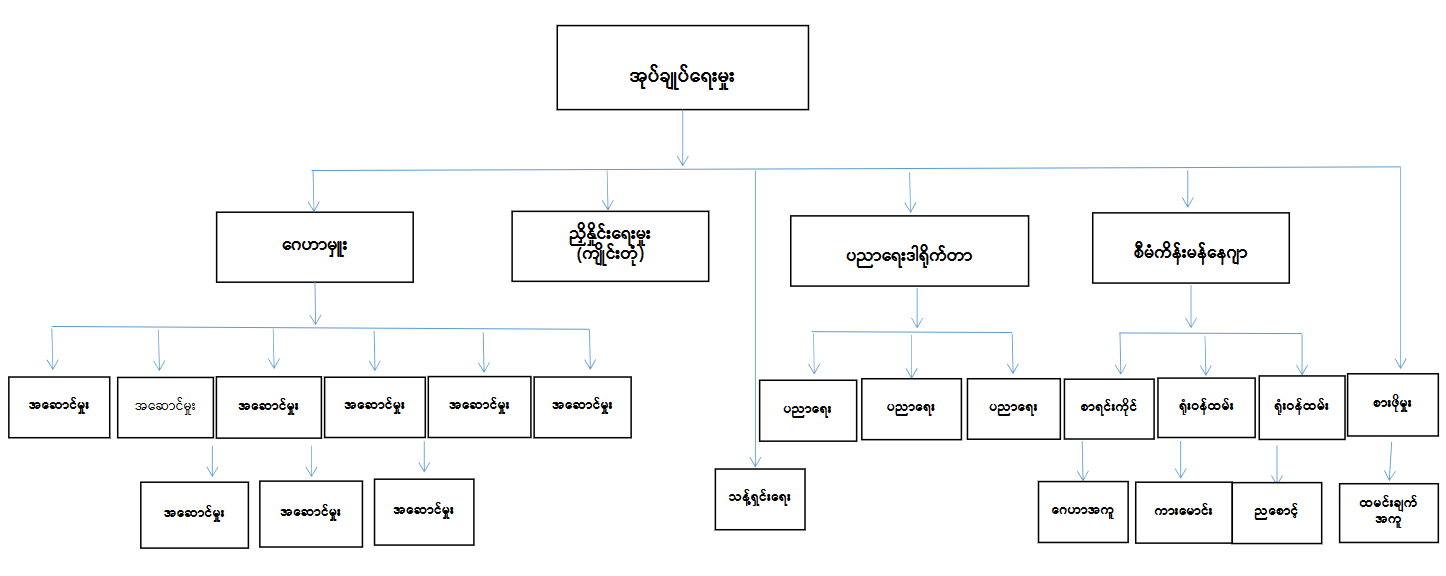 အုပ်ချုပ်ရေးမှုး
ဂေဟာမှူး
ညှိနှိုင်းရေးမှုး
(ကျိုင်းတုံ)
ပညာရေးဒါရိုက်တာ
စီမံကိန်းမန်နေဂျာ
အဆောင်မှုး
အဆောင်မှုး
အဆောင်မှုး
အဆောင်မှုး
အဆောင်မှုး
အဆောင်မှုး
ပညာရေး
ပညာရေး
ပညာရေး
စာရင်းကိုင်
ရုံးဝန်ထမ်း
ရုံးဝန်ထမ်း
စားဖိုမှုး
အဆောင်မှုး
အဆောင်မှုး
အဆောင်မှုး
သန့်ရှင်းရေး
ဂေဟာအကူ
ကားမောင်း
ညစောင့်
ထမင်းချက်
အကူ